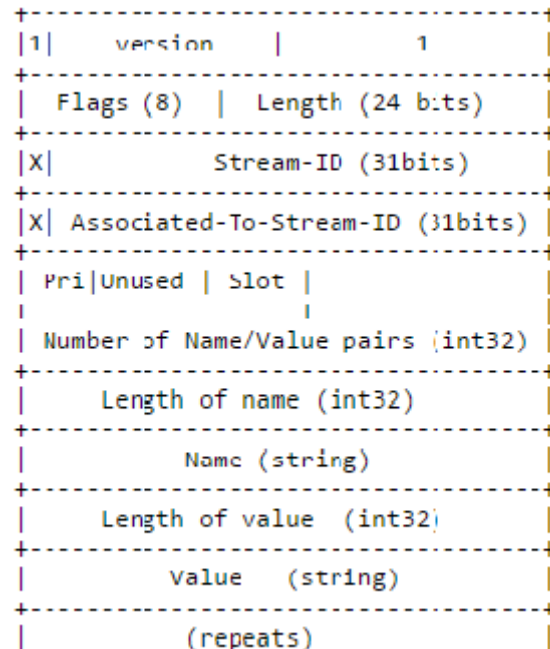 +------------------------------------+
|1|    version    |        1         |
+------------------------------------+
|  Flags (8)  |  Length (24 bits)    |
+------------------------------------+
|X|          Stream-ID (31bits)      |
+------------------------------------+
|X| Associated-To-Stream-ID (31bits) |
+------------------------------------+
| Pri|Unused | Slot |                |
| Number of Name/Value pairs (int32) |
+------------------------------------+
|     Length of name (int32)         |
+------------------------------------+
|          Name (string)             |
+------------------------------------+
|     Length of value  (int32)       |
+------------------------------------+
|         Value   (string)           |
+------------------------------------+
|          (repeats)                 |